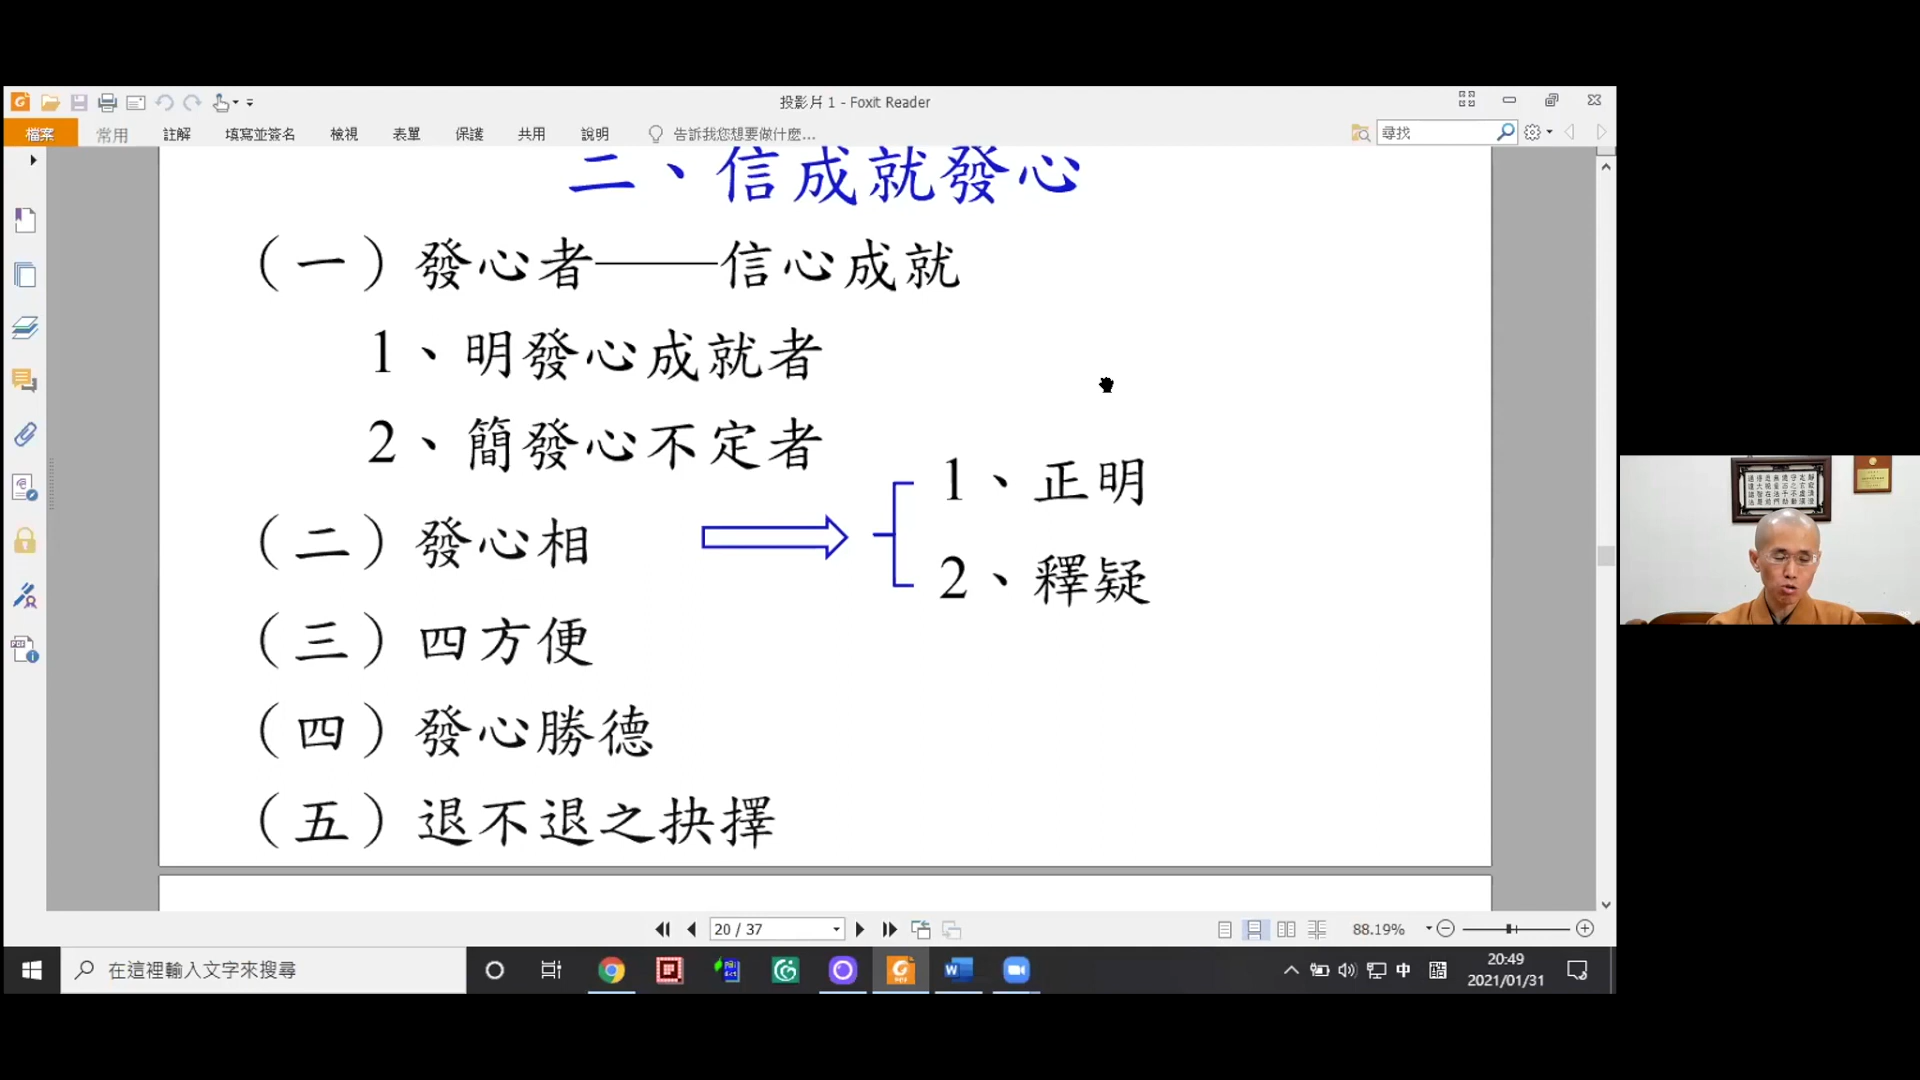 投影片 1 - Foxit Reader
檔案 常用 註解 填寫並簽名 檢視 表單 保護 共用 說明 告訴我您想要做什麼... 尋找
二、信成就發心
（一）發心者——信心成就
1、明發心成就者
2、簡發心不定者
（二）發心相
1、正明
2、釋疑
（三）四方便
（四）發心勝德
（五）退不退之抉擇
20 / 37
88.19%
在這裡輸入文字來搜尋
中
20:49
2021/01/31